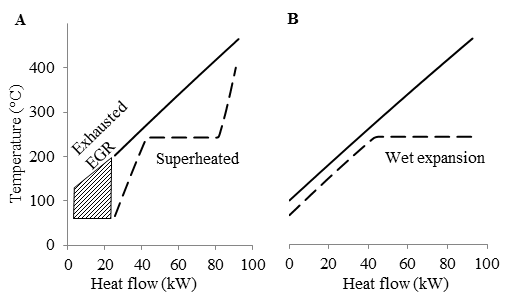 A
B
Temperature (°C)
400
300
200
100
0
Exhausted
EGR
Superheated
Wet expansion
0 20 40 60 80 100
0 20 40 60 80 100
Heat flow (kW)
Heat flow (kW)